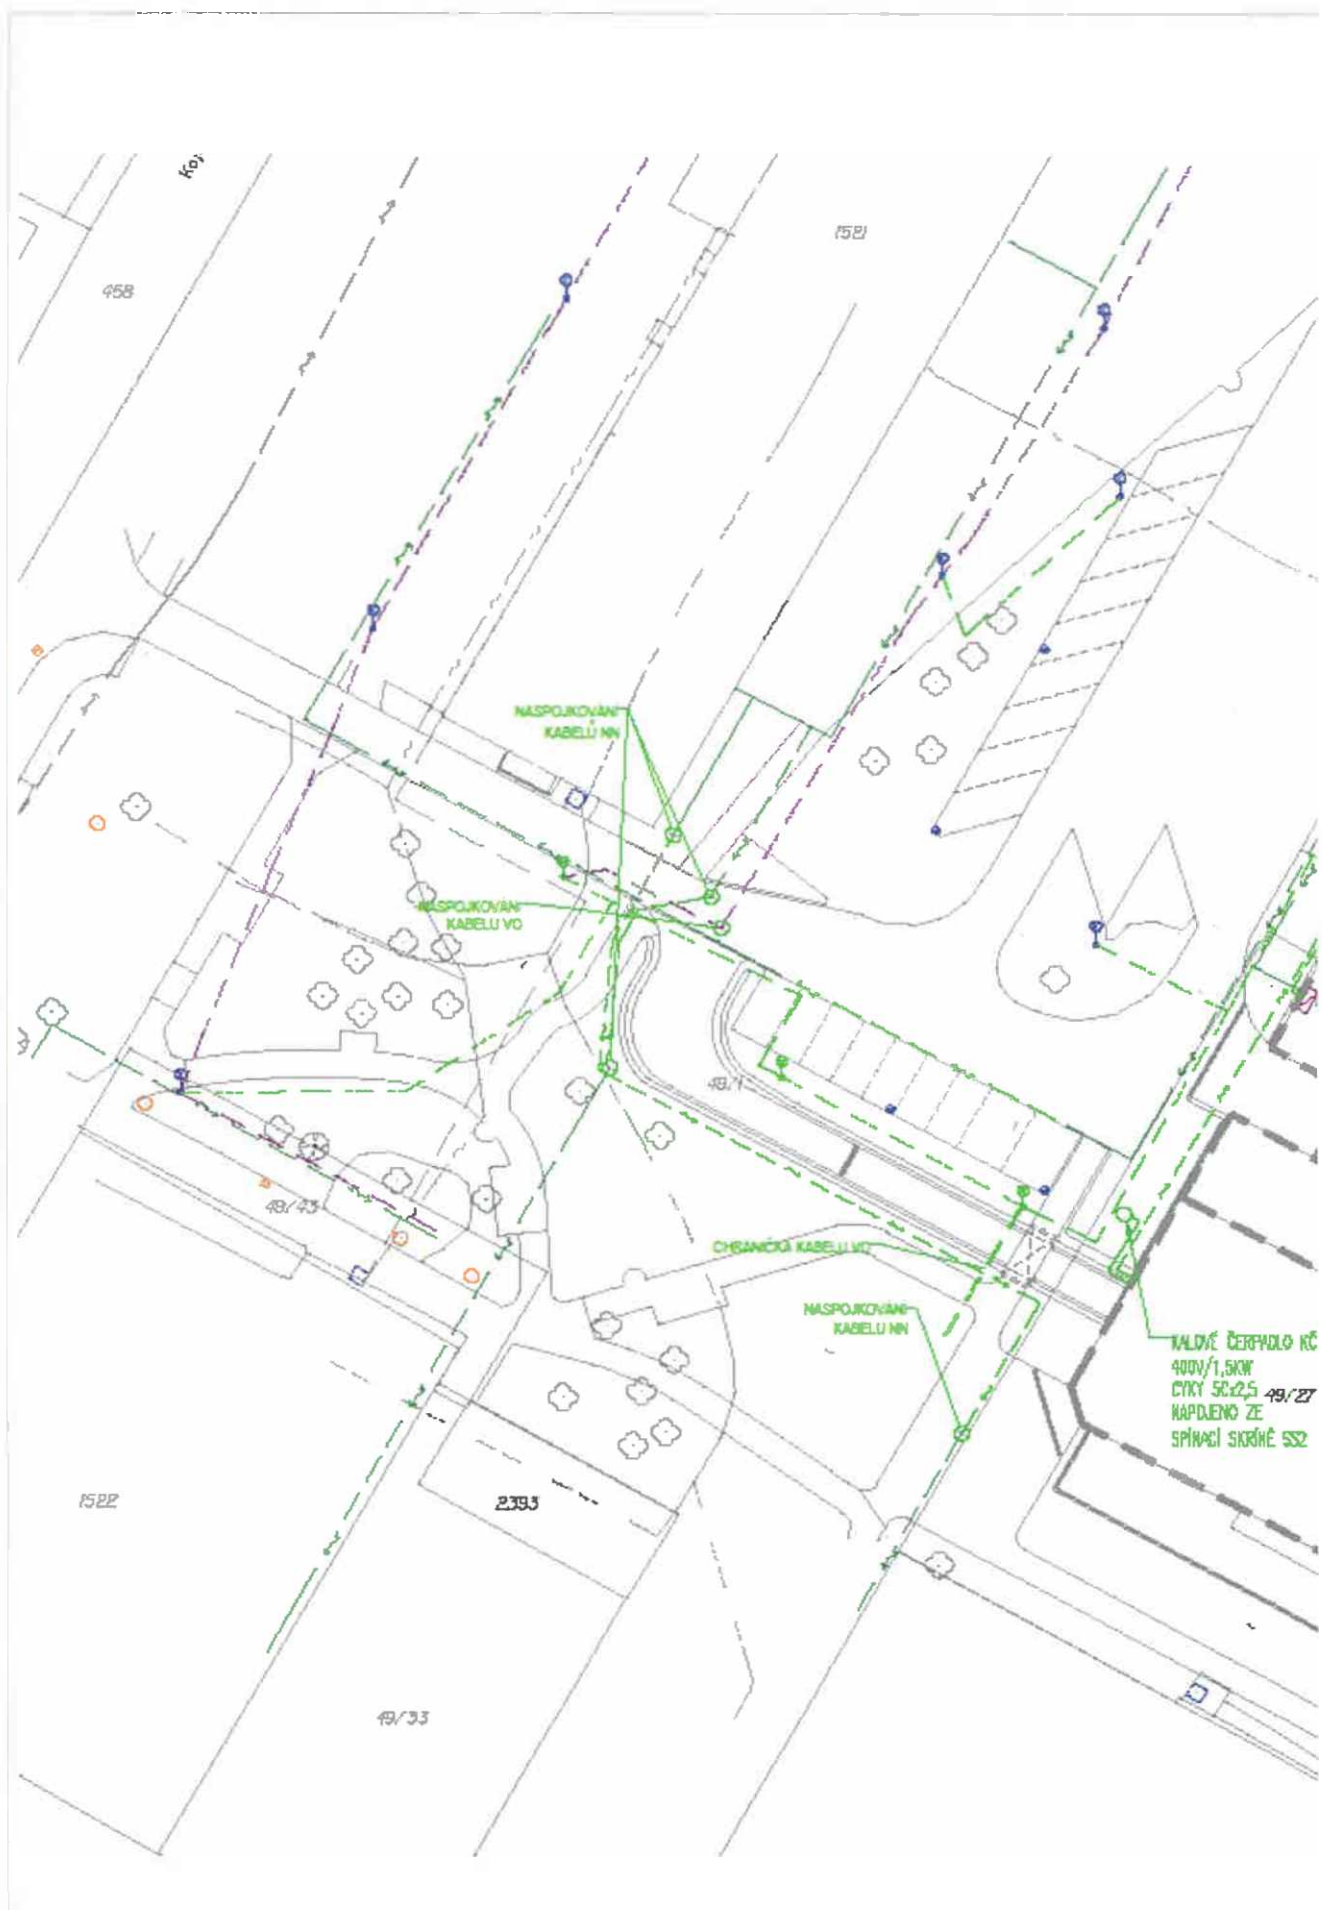 Koj
1521
458
NASPOJKOVÁNÍ
KABELŮ NN
NASPOJKOVÁNÍ
KABELU VO
49/1
49/43
CHRÁNIČKA KABELU VO
NASPOJKOVÁNÍ
KABELU NN
KALOVÉ ČERPADLO KČ
400V/1,5KW
CYKY 5Cx2,5
49/27
NAPOJENO ZE
SPÍNACÍ SKŘÍNĚ SS2
1522
2393
49/33